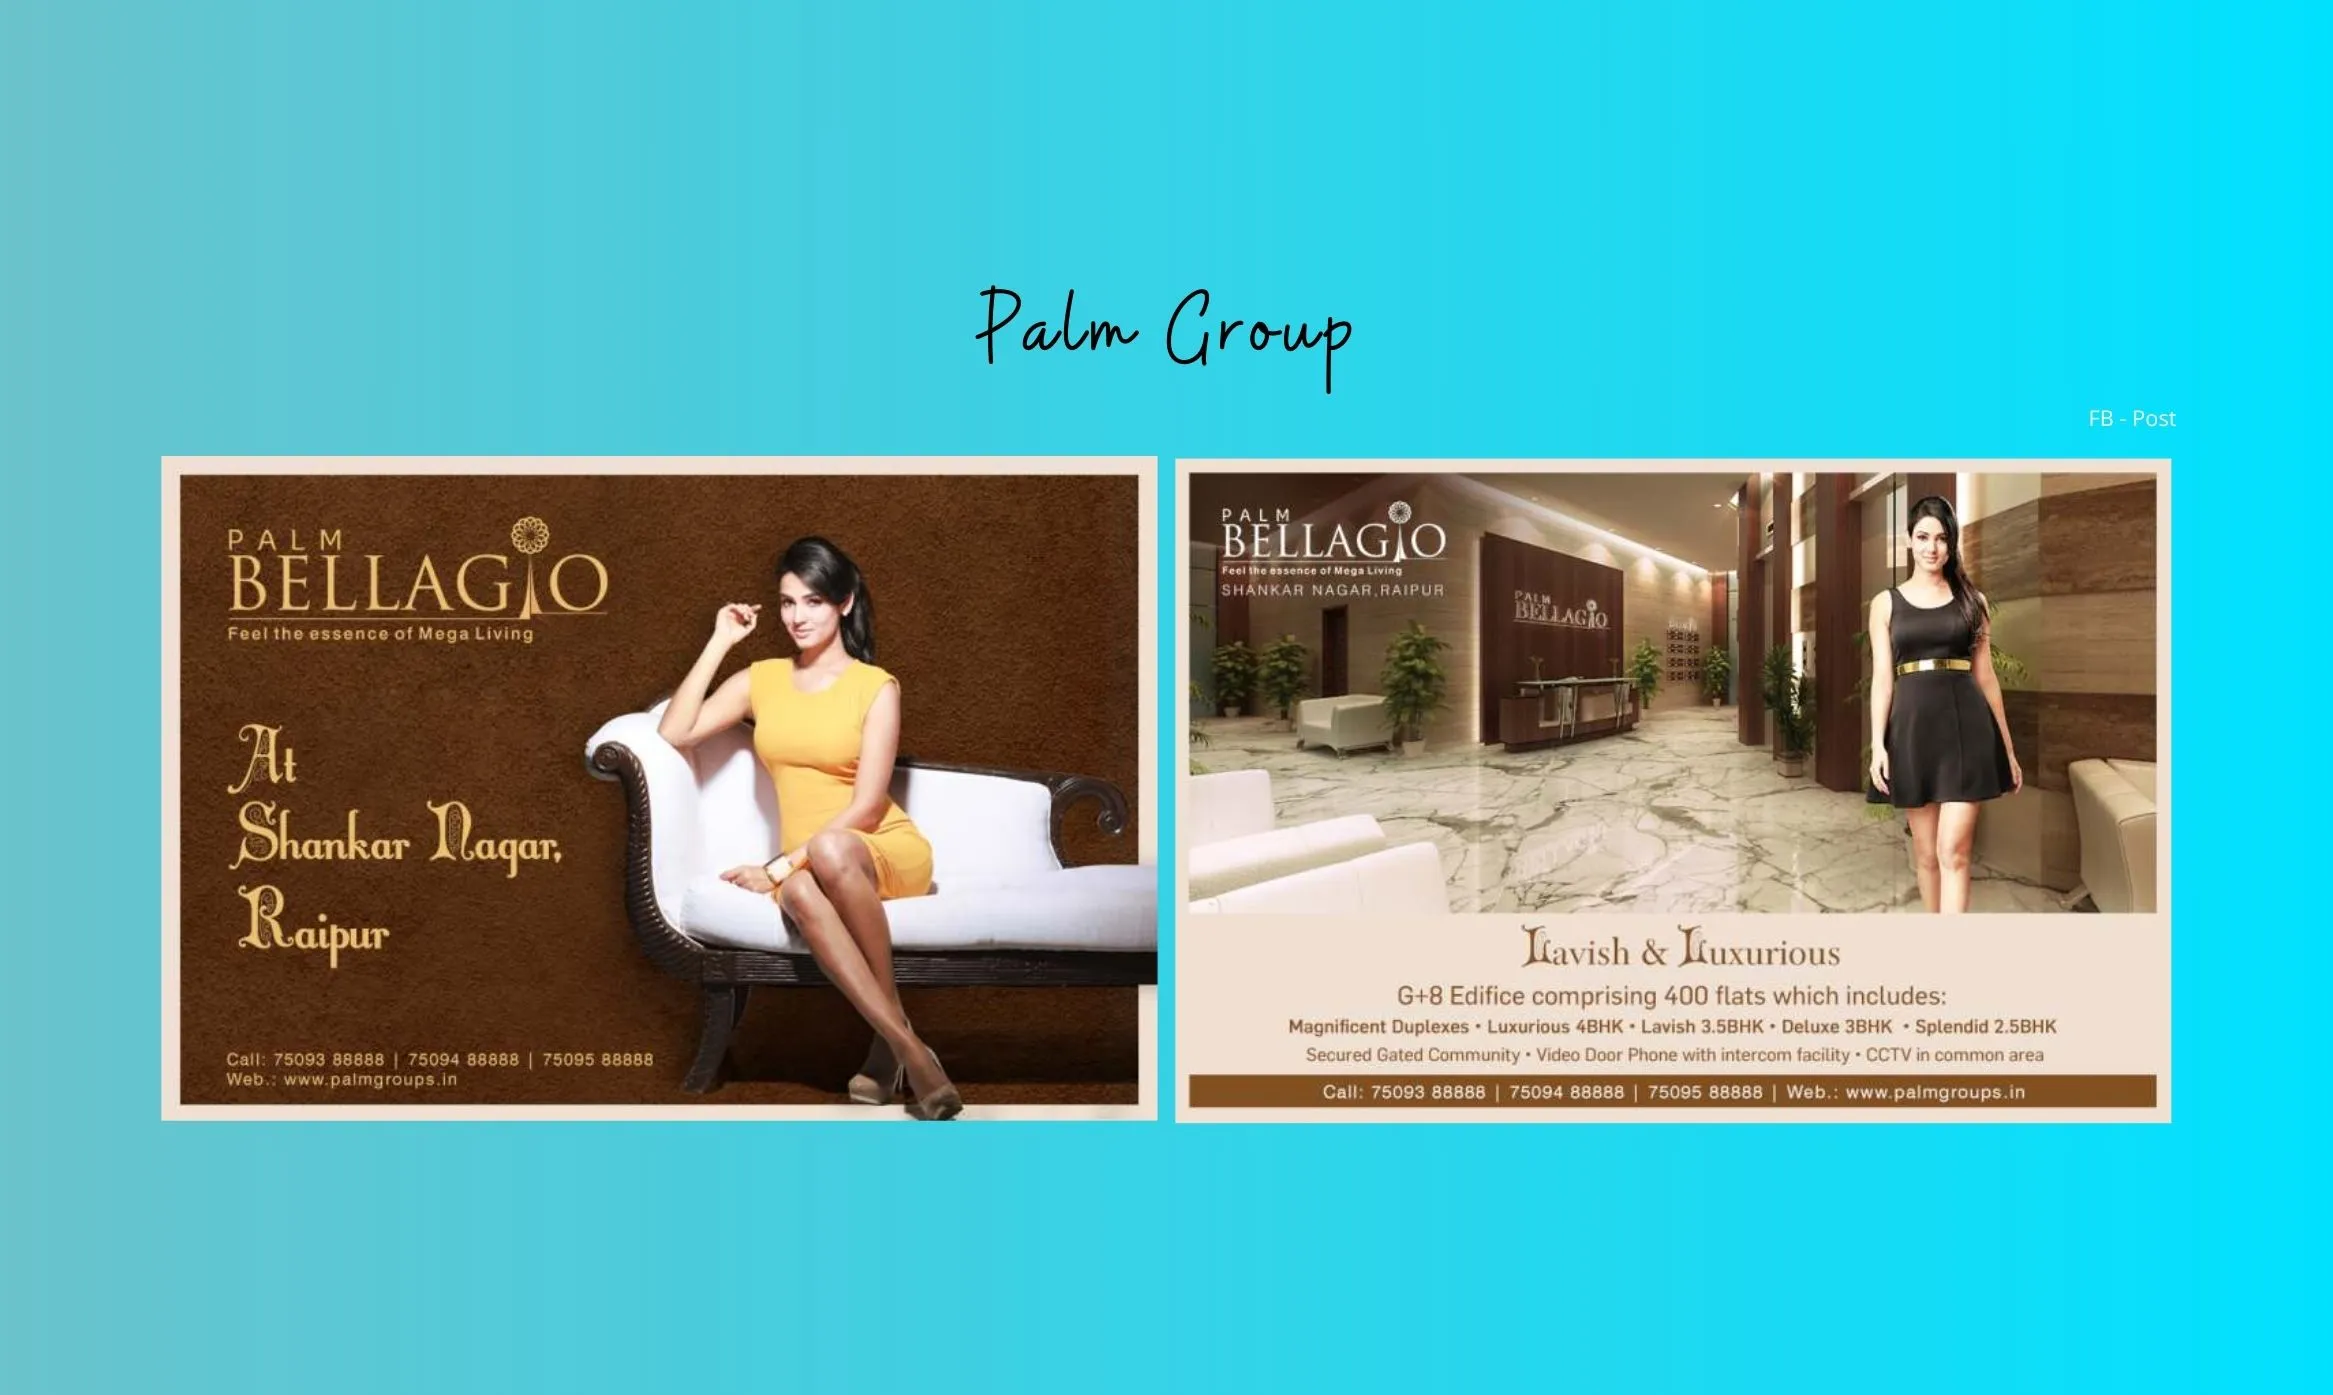 Palm Group
FB - Post
PALM
BELLAGIO
Feel the essence of Mega Living
At
Shankar Nagar,
Raipur
Call: 75093 88888 | 75094 88888 | 75095 88888
Web.: www.palmgroups.in
PALM
BELLAGIO
Feel the essence of Mega Living
SHANKAR NAGAR,RAIPUR
PALM
BELLAGIO
Lavish & Luxurious
G+8 Edifice comprising 400 flats which includes:
Magnificent Duplexes • Luxurious 4BHK • Lavish 3.5BHK • Deluxe 3BHK • Splendid 2.5BHK
Secured Gated Community • Video Door Phone with intercom facility • CCTV in common area
Call: 75093 88888 | 75094 88888 | 75095 88888 | Web.: www.palmgroups.in